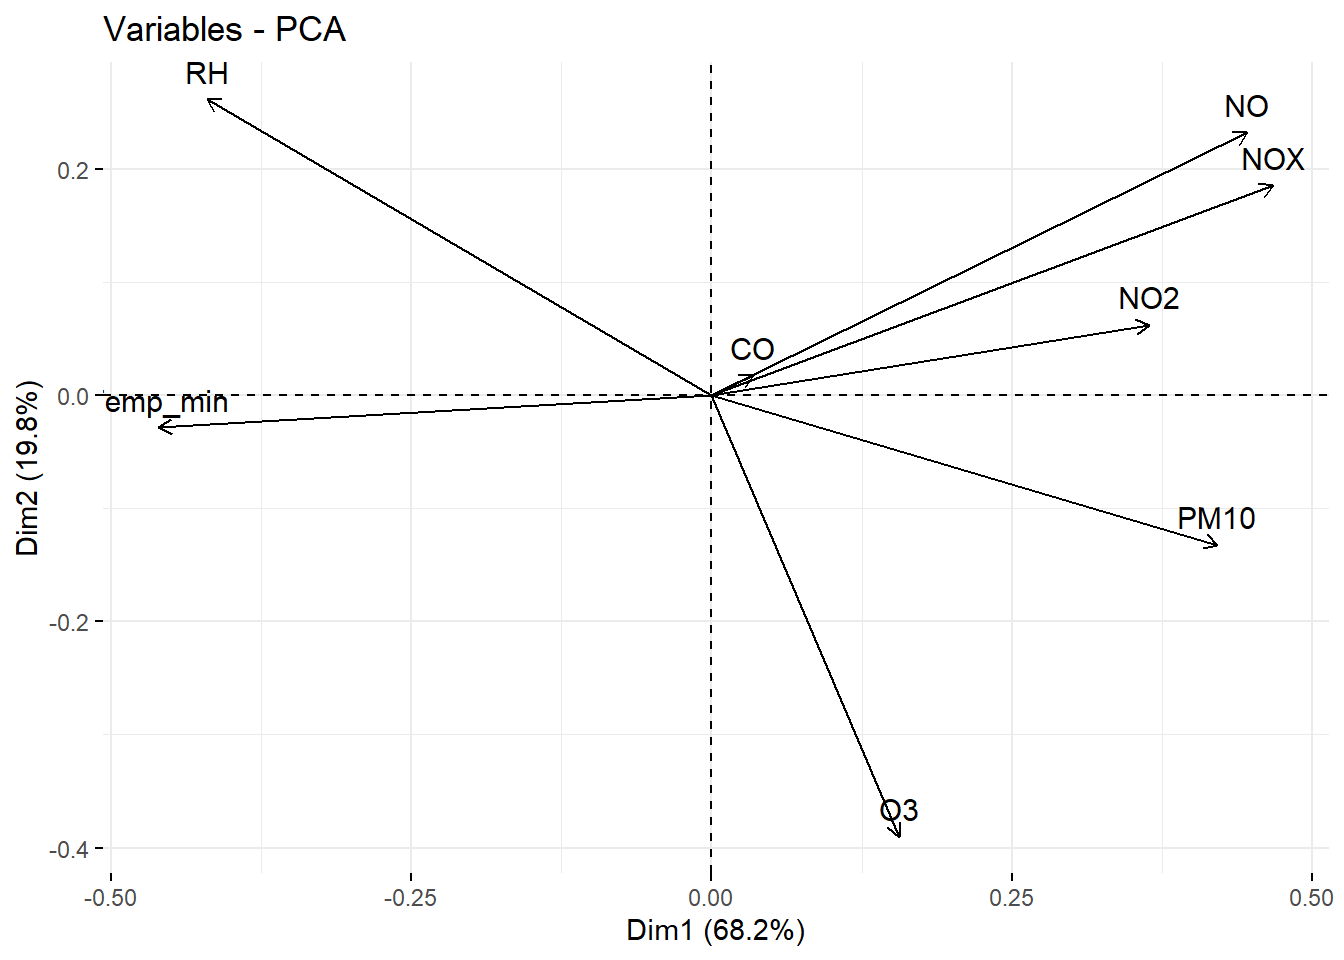 Variables - PCA
RH
NO
NOX
NO2
CO
emp_min
PM10
O3
0.2
0.0
-0.2
-0.4
Dim2 (19.8%)
-0.50
-0.25
0.00
0.25
0.50
Dim1 (68.2%)